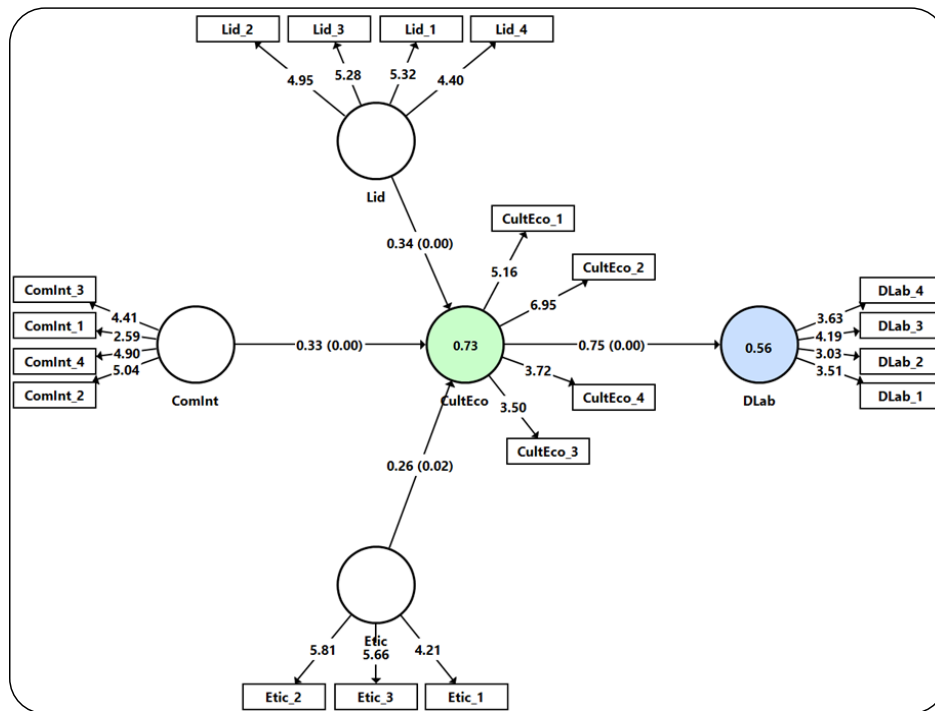 Lid_2
Lid_3
Lid_1
Lid_4
4.95
5.28
5.32
4.40
Lid
0.34 (0.00)
CultEco_1
5.16
CultEco_2
6.95
ComInt_3
ComInt_1
ComInt_4
ComInt_2
4.41
2.59
4.90
5.04
ComInt
0.33 (0.00)
0.73
CultEco
0.75 (0.00)
0.56
DLab
3.63
4.19
3.03
3.51
DLab_4
DLab_3
DLab_2
DLab_1
3.72
CultEco_4
3.50
CultEco_3
0.26 (0.02)
Etic
5.81
5.66
4.21
Etic_2
Etic_3
Etic_1